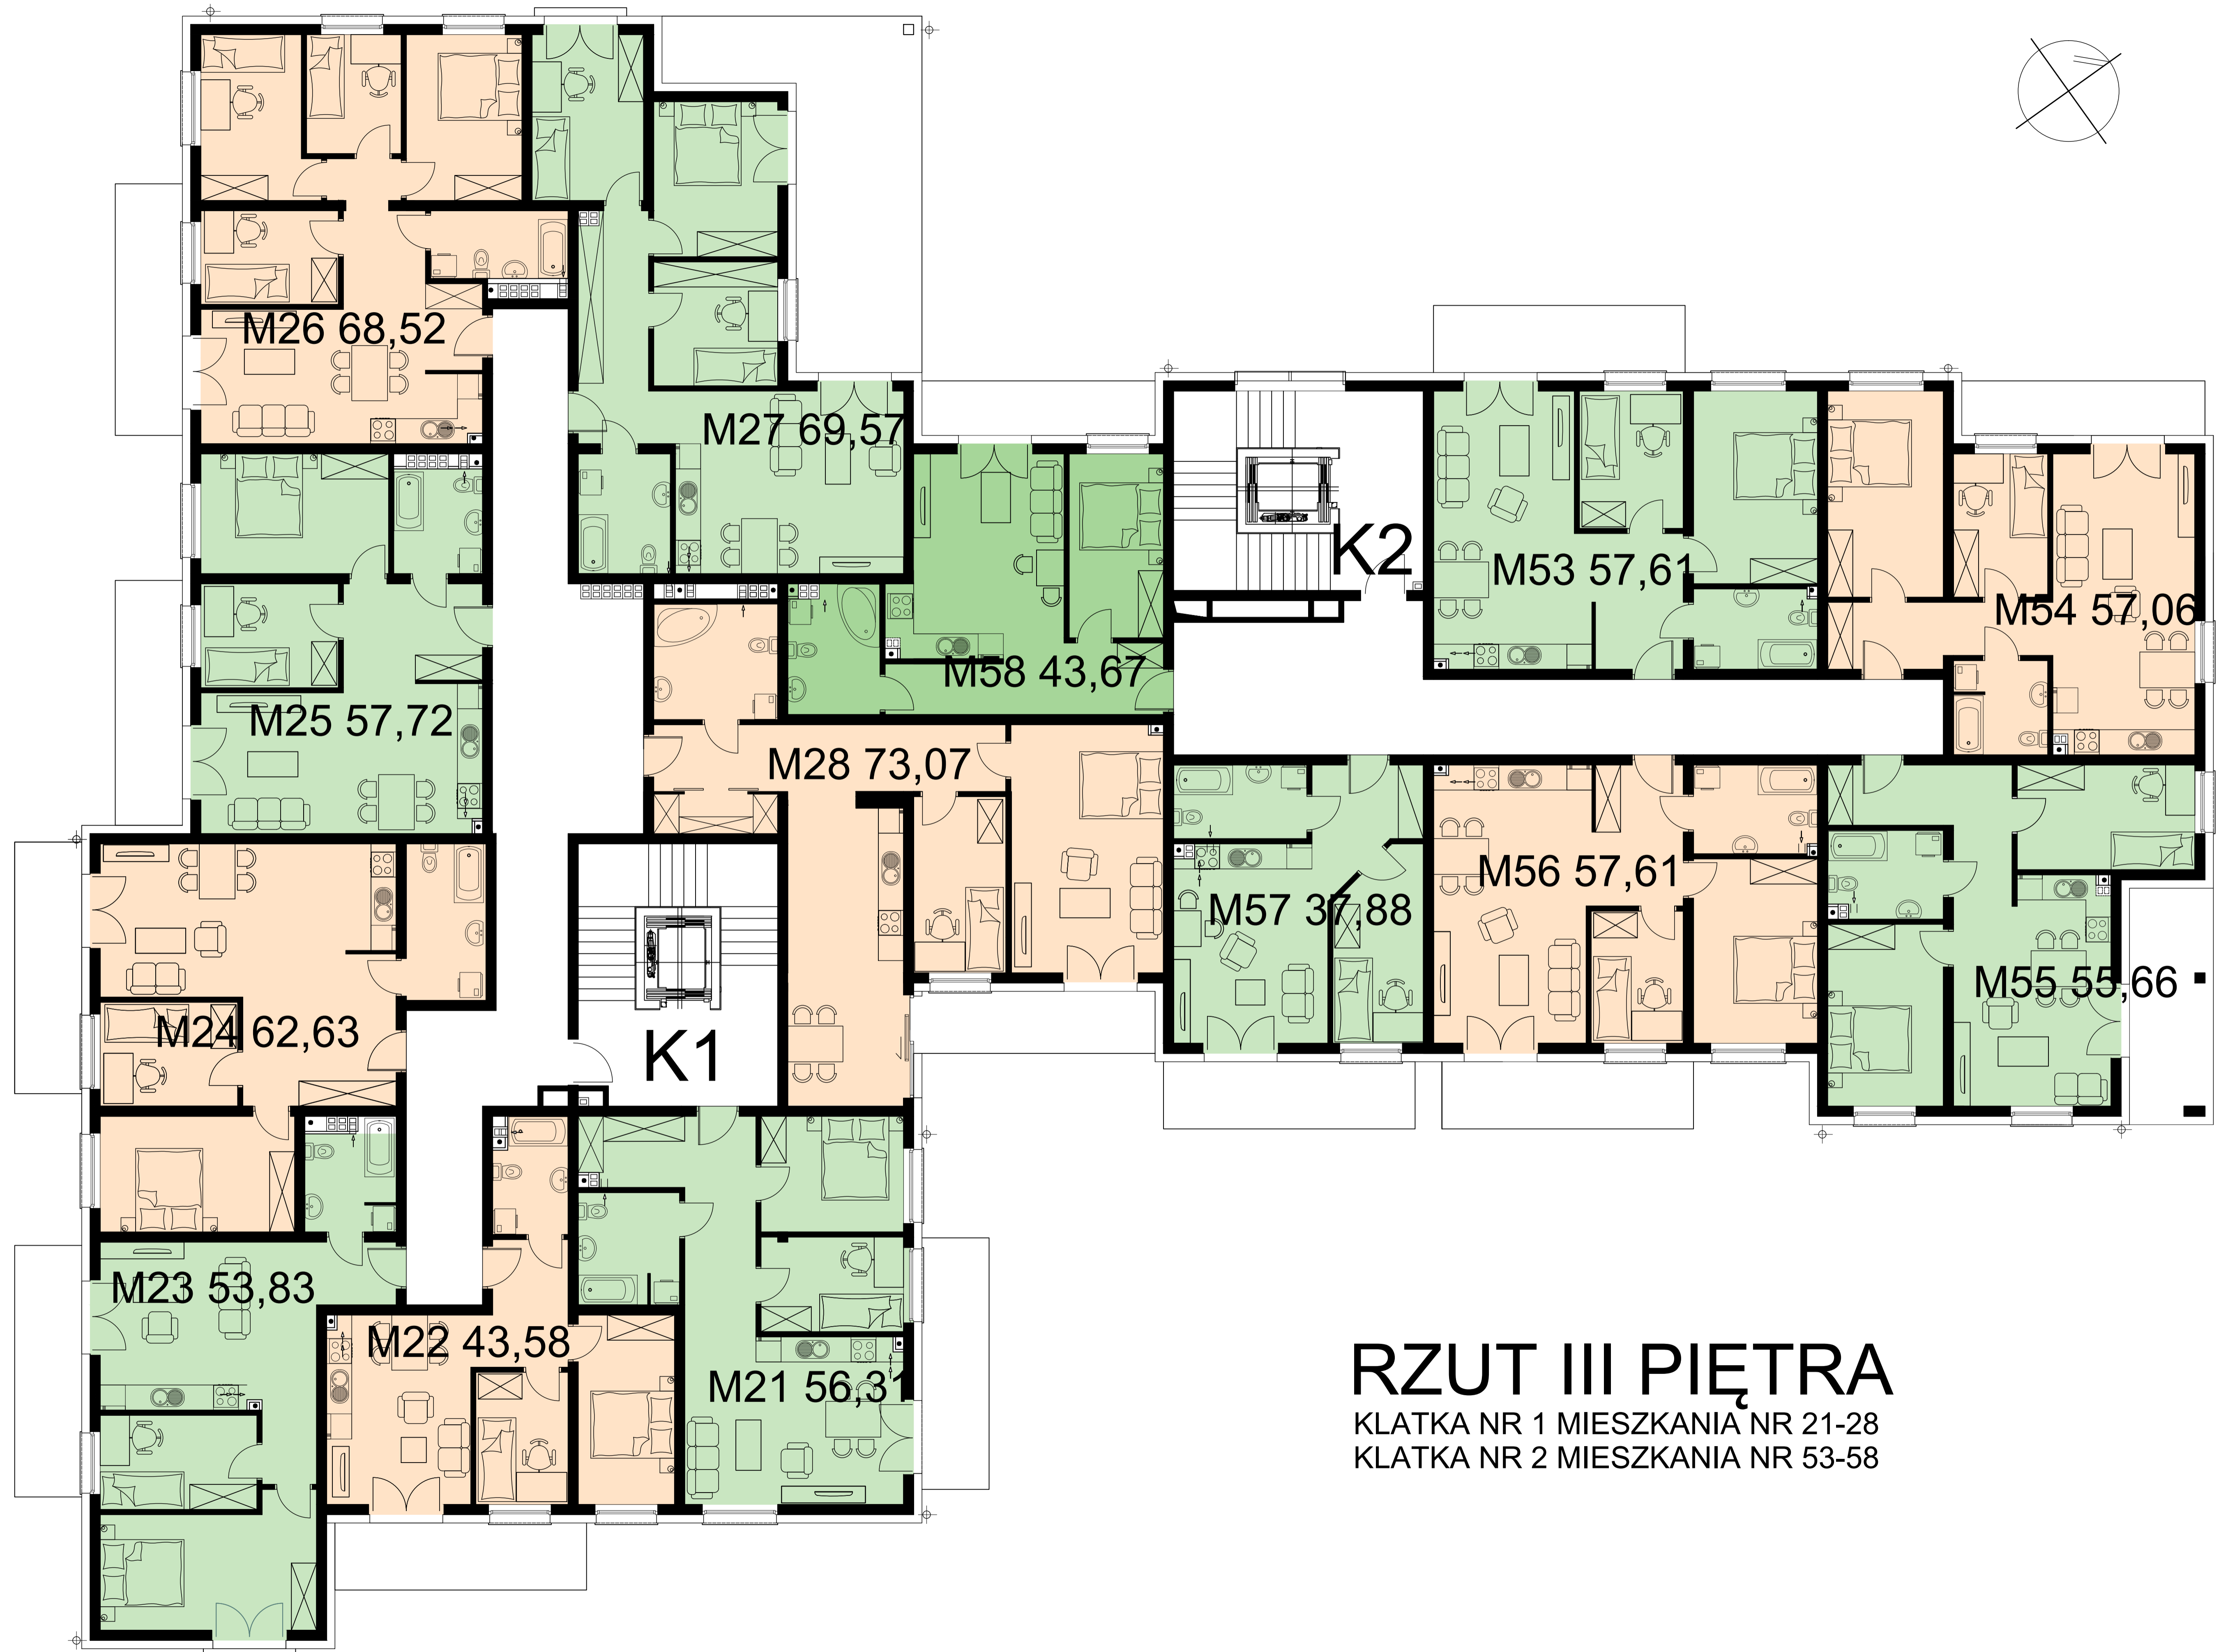 M26 68,52
M27 69,57
K2
M53 57,61
M54 57,06
M58 43,67
M25 57,72
M28 73,07
M56 57,61
M57 37,88
M55 55,66
M24 62,63
K1
M23 53,83
M22 43,58
M21 56,31
RZUT III PIĘTRA
KLATKA NR 1 MIESZKANIA NR 21-28
KLATKA NR 2 MIESZKANIA NR 53-58